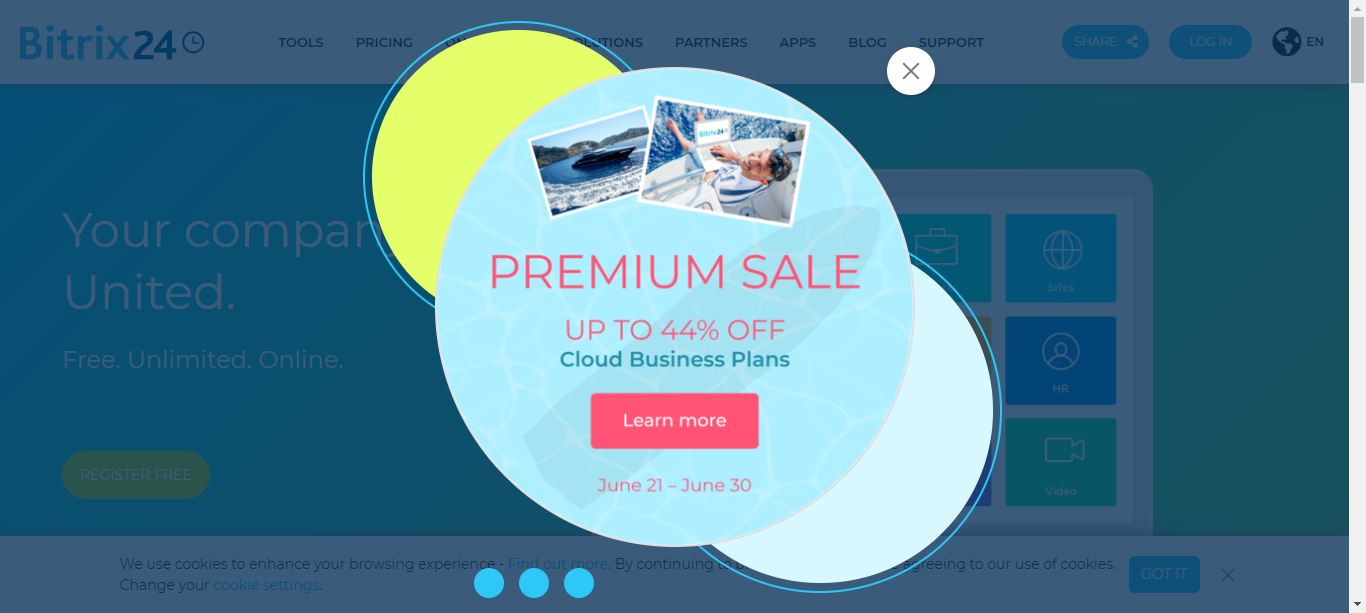 Bitrix24
TOOLS
PRICING
PARTNERS
APPS
BLOG
SUPPORT
SHARE
LOG IN
EN
Your
United.
Free. Unlimited. Online.
REGISTER FREE
Bitrix24
PREMIUM SALE
UP TO 44% OFF
Cloud Business Plans
Learn more
June 21 – June 30
Sites
HR
Video
We use cookies to enhance your browsing experience - Find out more. By continuing to agreeing to our use of cookies.
Change your cookie settings.
GOT IT